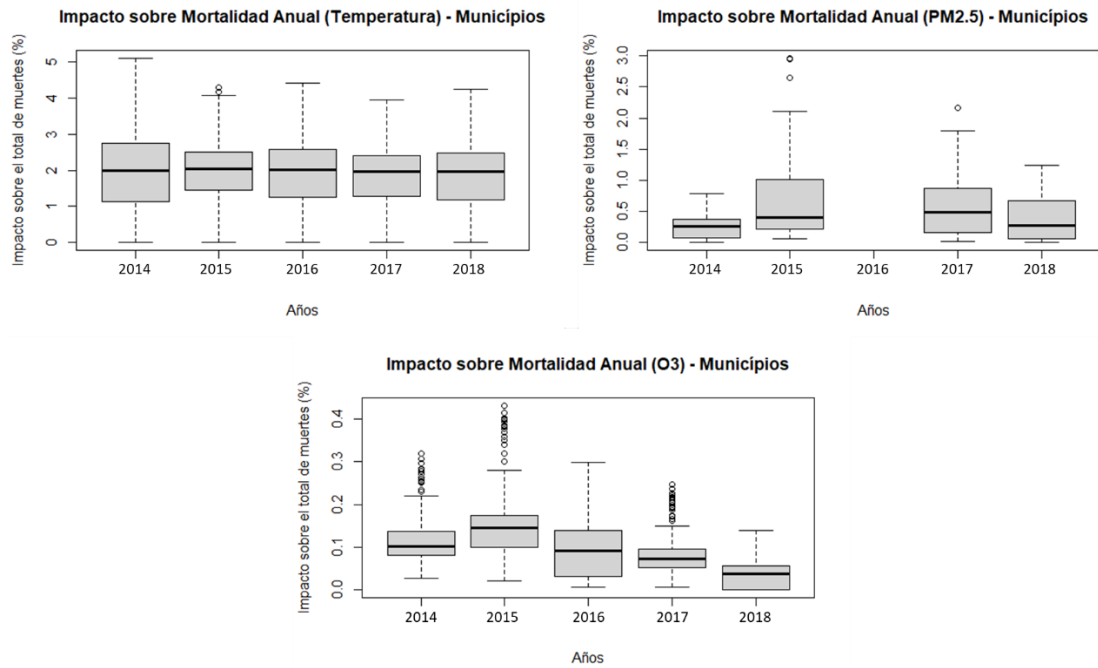 Impacto sobre Mortalidad Anual (Temperatura) - Municípios
Impacto sobre el total de muertes (%)
5
4
3
2
1
0
2014 2015 2016 2017 2018
Años
Impacto sobre Mortalidad Anual (PM2.5) - Municípios
Impacto sobre el total de muertes (%)
3.0
2.5
2.0
1.5
1.0
0.5
0.0
2014 2015 2016 2017 2018
Años
Impacto sobre Mortalidad Anual (O3) - Municípios
Impacto sobre el total de muertes (%)
0.4
0.3
0.2
0.1
0.0
2014 2015 2016 2017 2018
Años